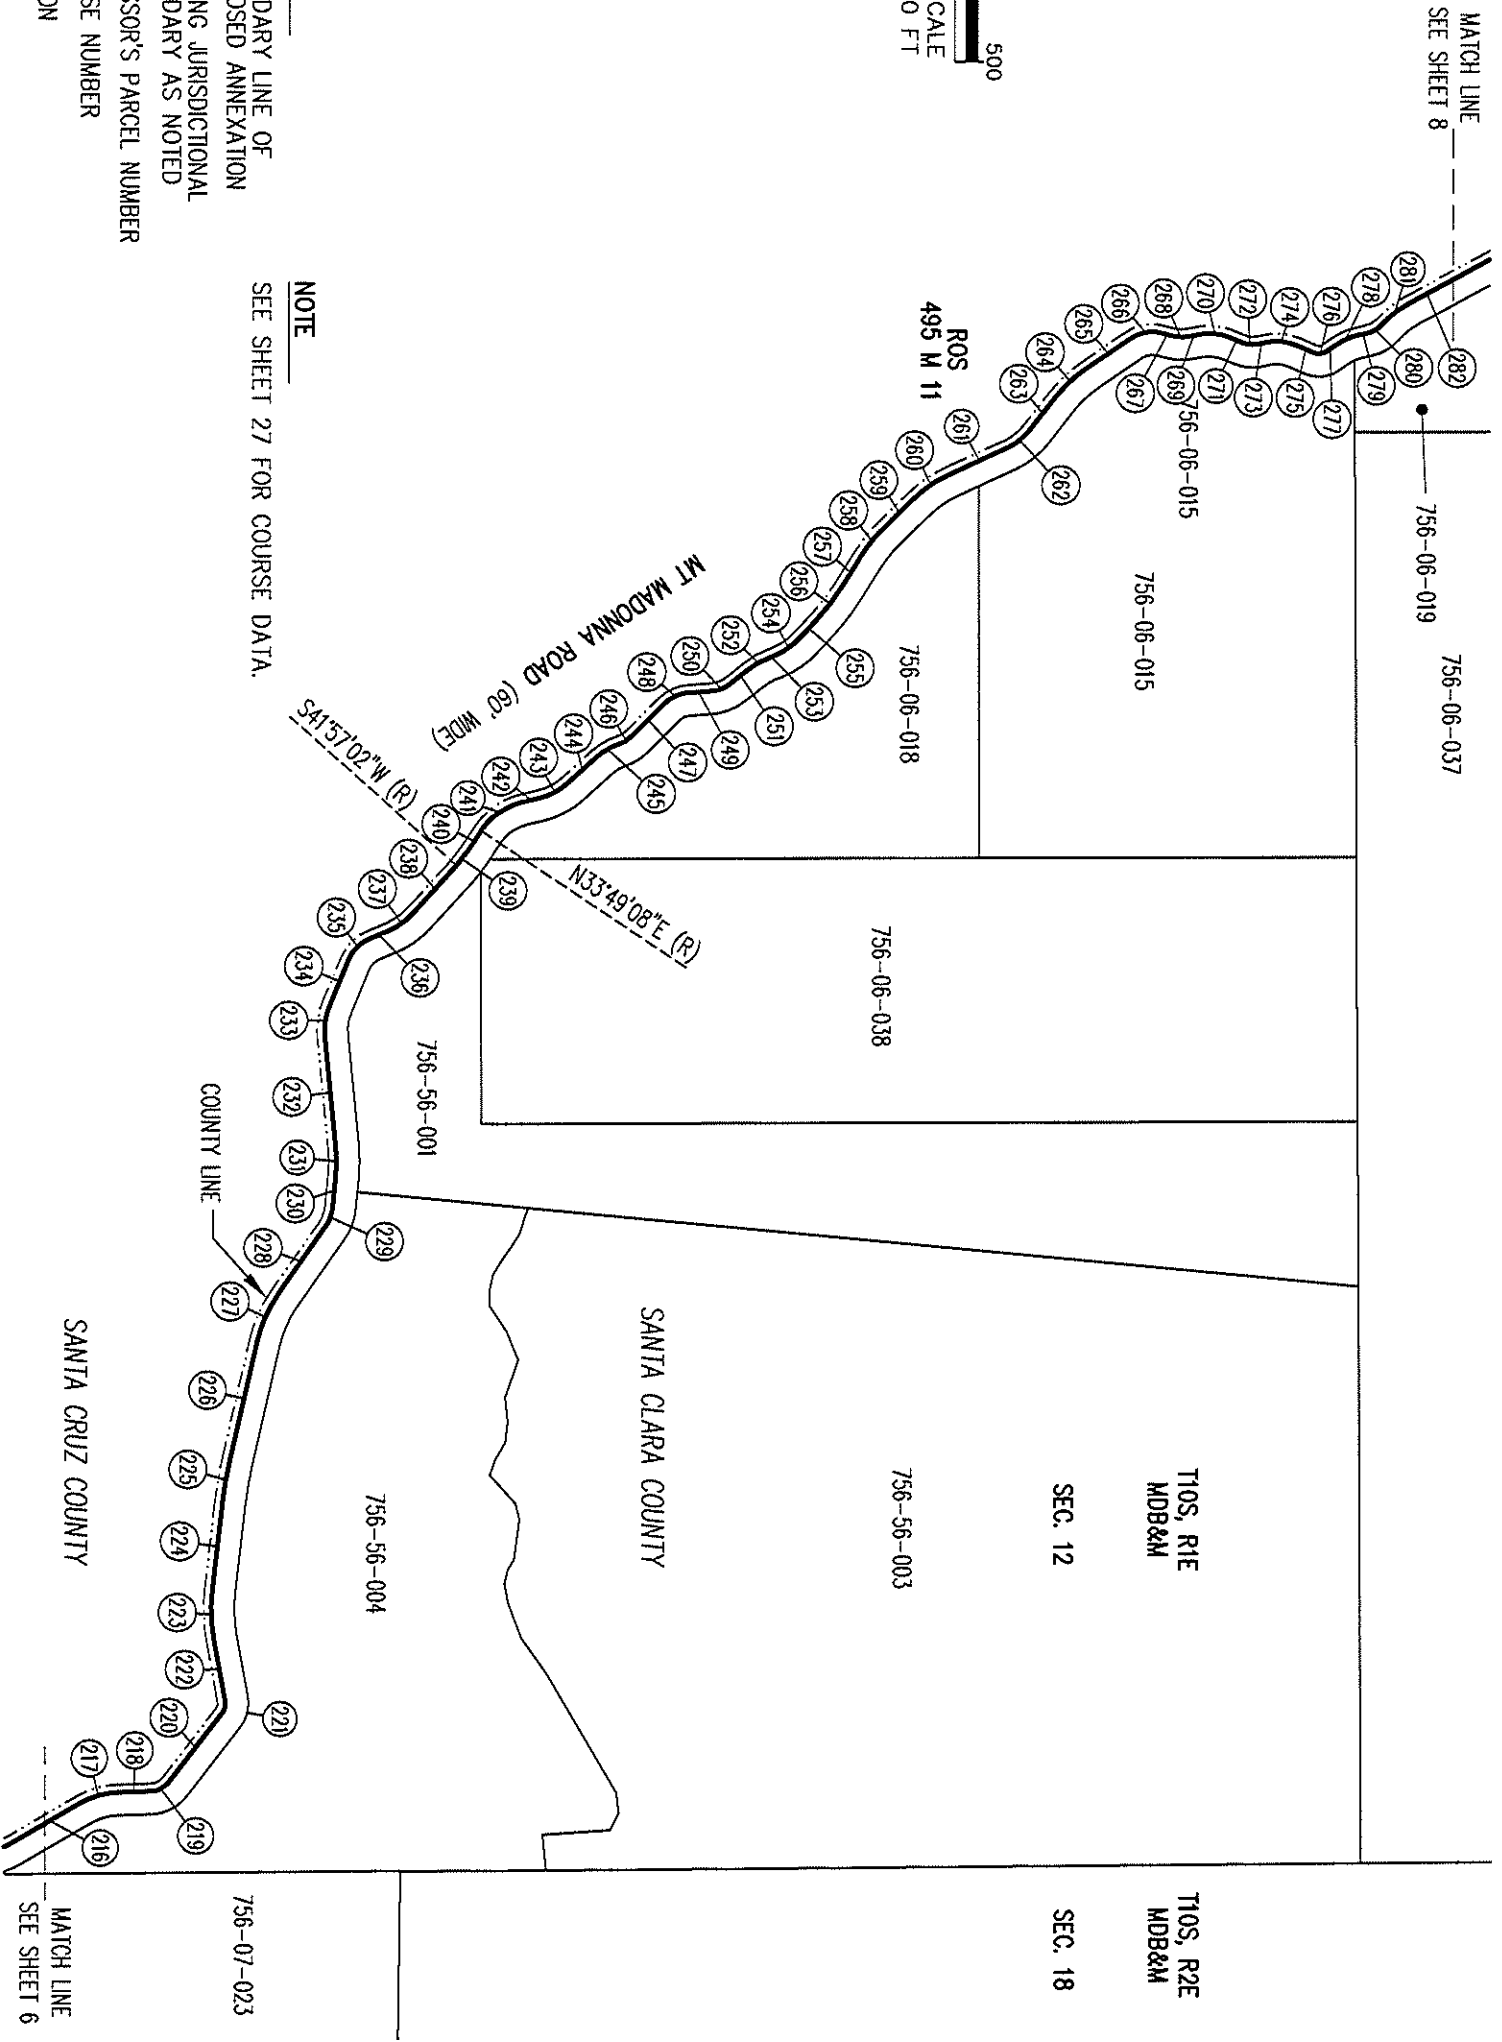 MATCH LINE
SEE SHEET 8
756-06-037
756-06-019
T10S, R1E
MDB&M
SEC. 12
T10S, R2E
MDB&M
SEC. 18
756-06-015
756-06-015
756-06-018
756-06-038
756-56-003
SANTA CLARA COUNTY
ROS
495 M 11
500
CALE
0 FT
282
281
280
279
278
277
276
275
274
273
272
271
270
269
268
267
266
265
264
263
262
261
260
259
258
257
256
255
254
253
252
251
250
249
248
247
246
245
244
243
242
241
240
239
238
237
236
235
234
233
232
231
230
229
228
227
226
225
224
223
222
221
220
219
218
217
216
MT MADONNA ROAD (60' WIDE)
S41°57'02"W (R)
N33°49'08"E (R)
756-56-001
756-56-004
COUNTY LINE
SANTA CRUZ COUNTY
756-07-023
MATCH LINE
SEE SHEET 6
NOTE
SEE SHEET 27 FOR COURSE DATA.
DARY LINE OF
OSED ANNEXATION
NG JURISDICTIONAL
DARY AS NOTED
SSOR'S PARCEL NUMBER
SE NUMBER
ON